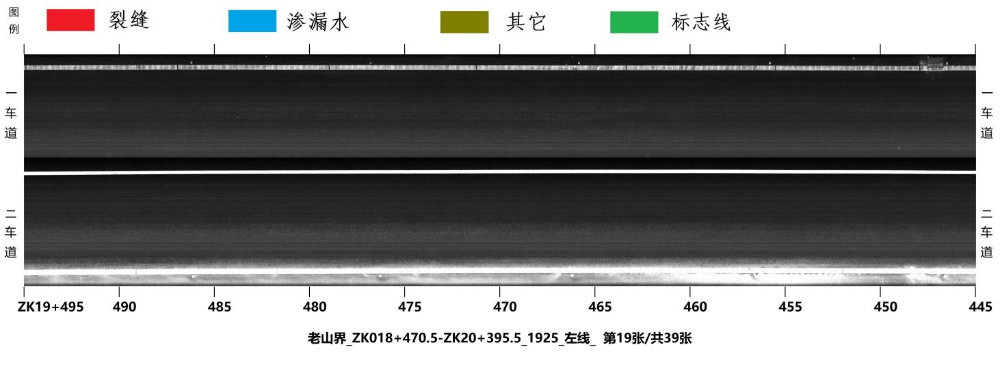 图例 裂缝 渗漏水 其它 标志线
一车道 一车道
二车道 二车道
ZK19+495 490 485 480 475 470 465 460 455 450 445
老山界_ZK018+470.5-ZK20+395.5_1925_左线_ 第19张/共39张